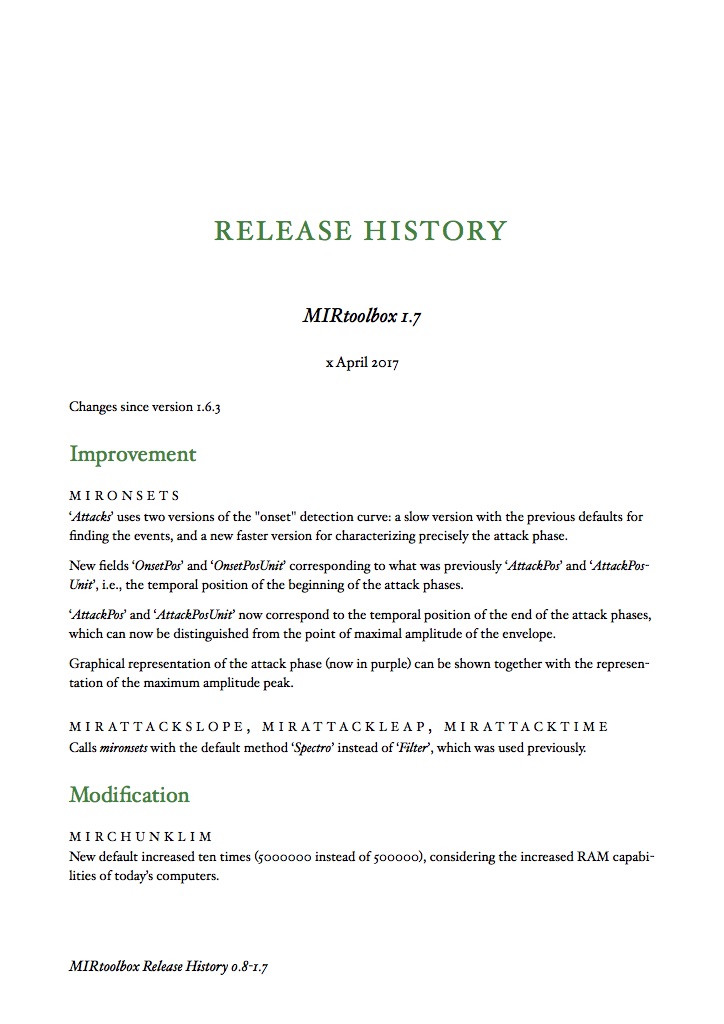 RELEASE HISTORY
MIRtoolbox 1.7
x April 2017
Changes since version 1.6.3
Improvement
MIRONSETS
‘Attacks’ uses two versions of the "onset" detection curve: a slow version with the previous defaults for
finding the events, and a new faster version for characterizing precisely the attack phase.
New fields ‘OnsetPos’ and ‘OnsetPosUnit’ corresponding to what was previously ‘AttackPos’ and ‘AttackPos-
Unit’, i.e., the temporal position of the beginning of the attack phases.
‘AttackPos’ and ‘AttackPosUnit’ now correspond to the temporal position of the end of the attack phases,
which can now be distinguished from the point of maximal amplitude of the envelope.
Graphical representation of the attack phase (now in purple) can be shown together with the represen-
tation of the maximum amplitude peak.
MIRATTACKSLOPE, MIRATTACKLEAP, MIRATTACKTIME
Calls mironsets with the default method ‘Spectro’ instead of ‘Filter’, which was used previously.
Modification
MIRCHUNKLIM
New default increased ten times (5000000 instead of 500000), considering the increased RAM capabi-
lities of today’s computers.
MIRtoolbox Release History 0.8-1.7